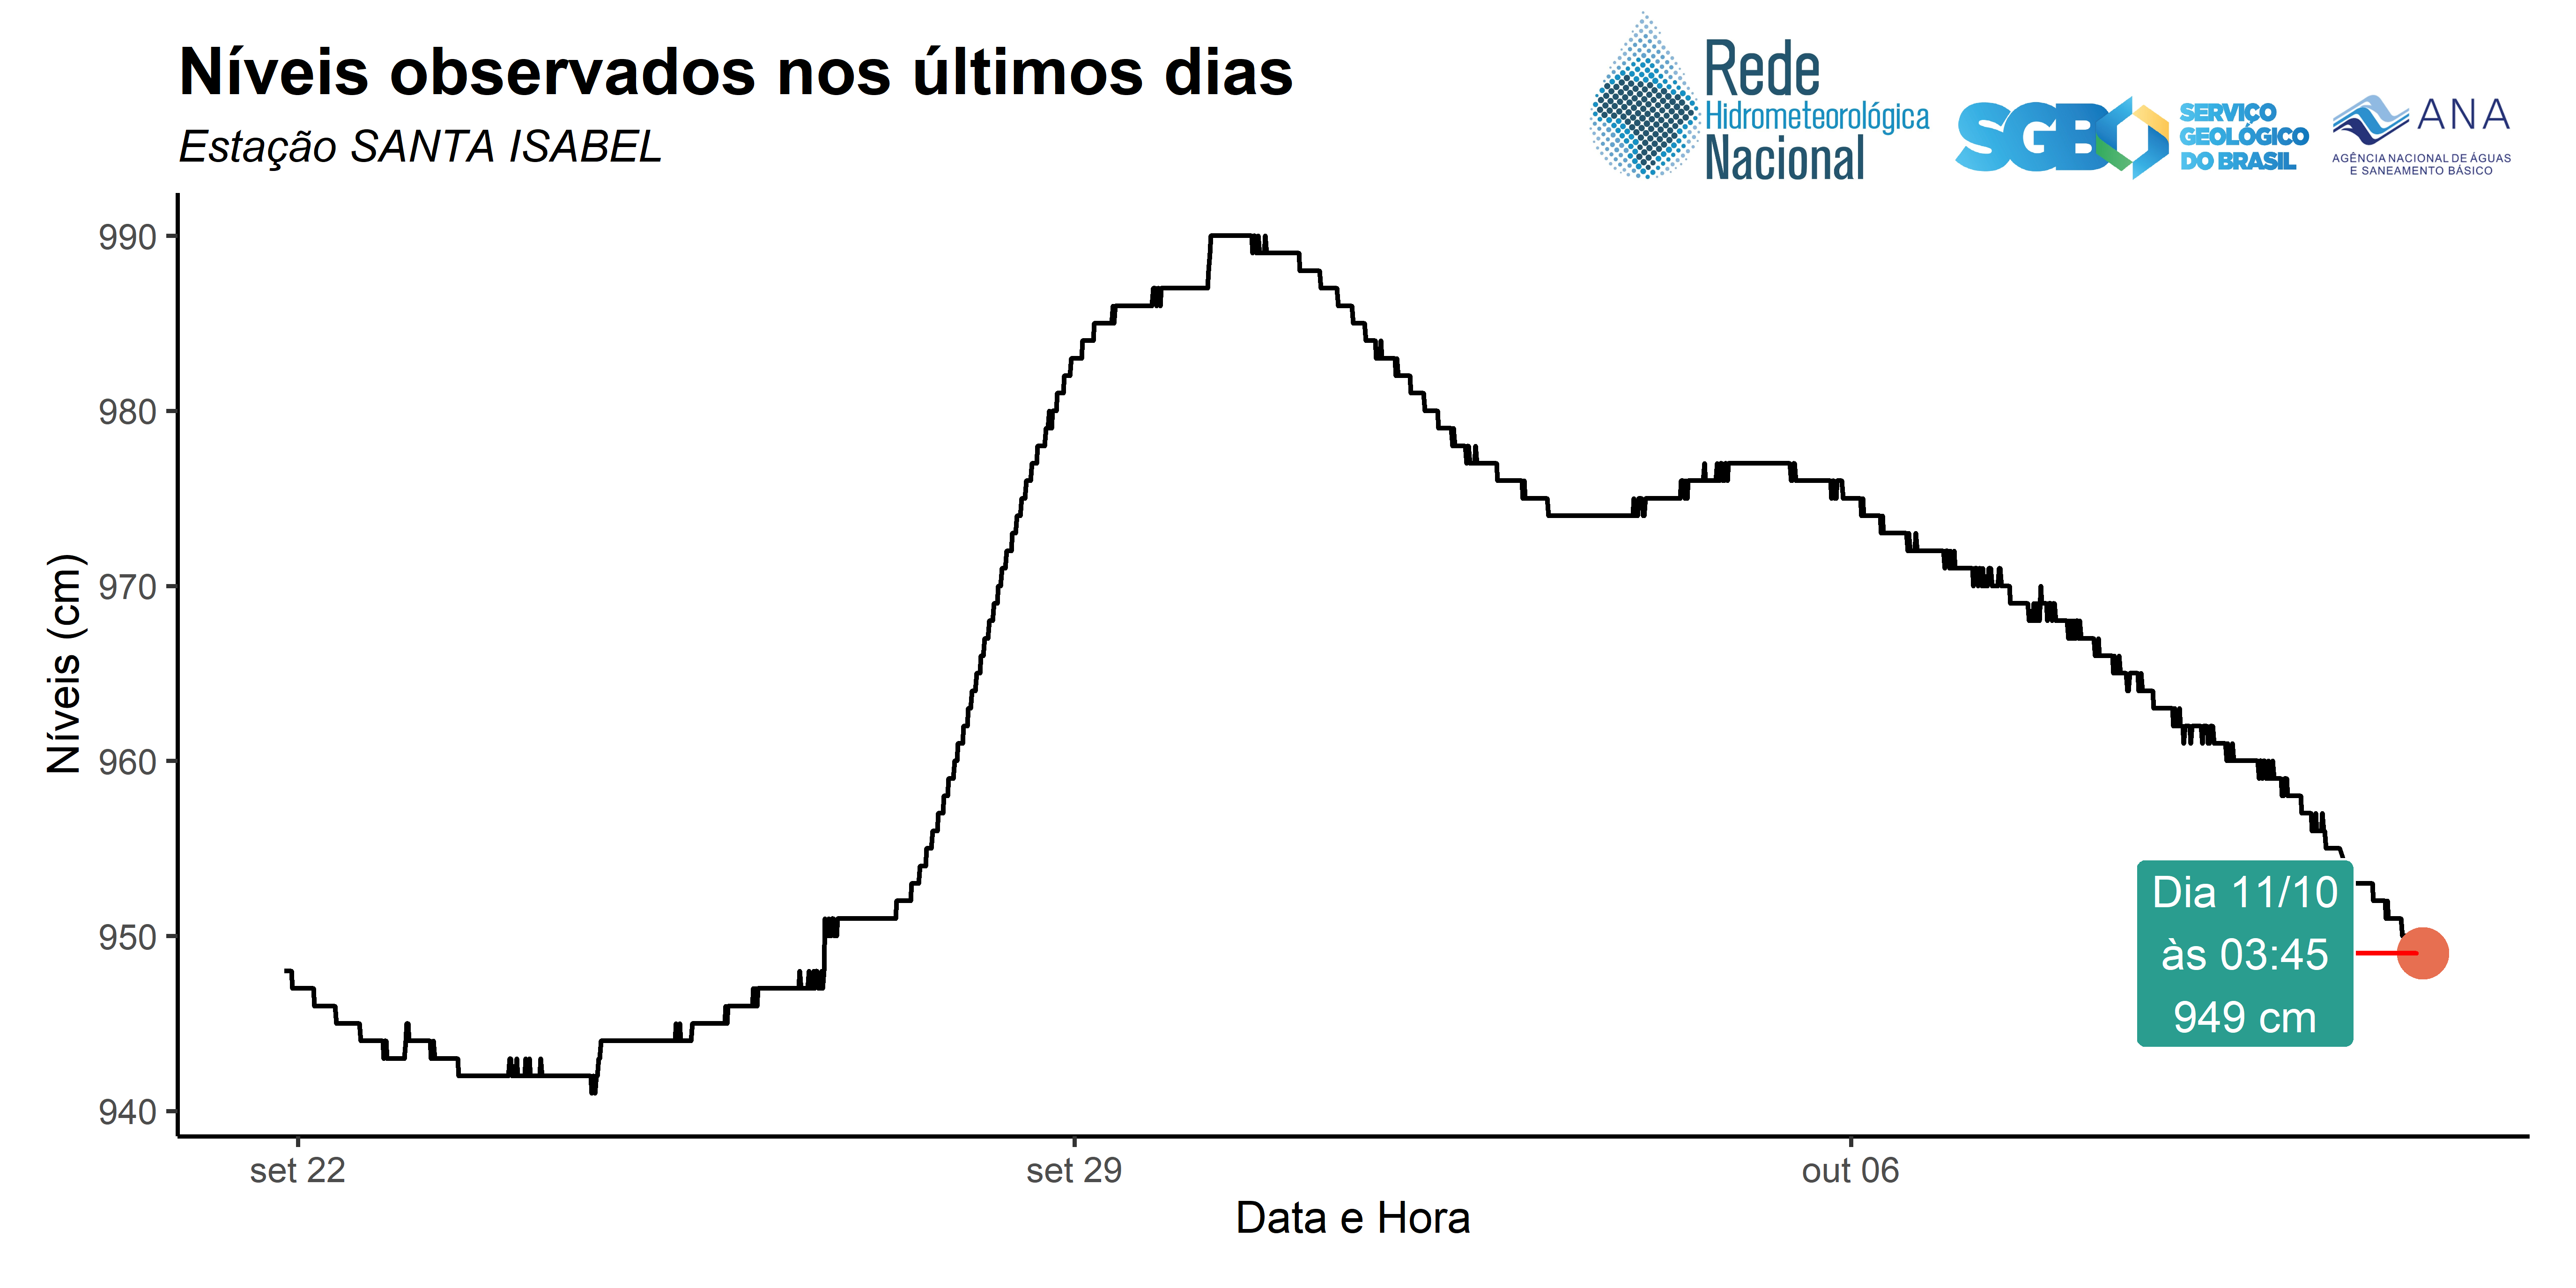 Níveis observados nos últimos dias
Estação SANTA ISABEL
Rede
Hidrometeorológica
Nacional
SGB
SERVIÇO
GEOLÓGICO
DO BRASIL
ANA
AGÊNCIA NACIONAL DE ÁGUAS
E SANEAMENTO BÁSICO
Níveis (cm)
990
980
970
960
950
940
Dia 11/10
às 03:45
949 cm
set 22
set 29
out 06
Data e Hora